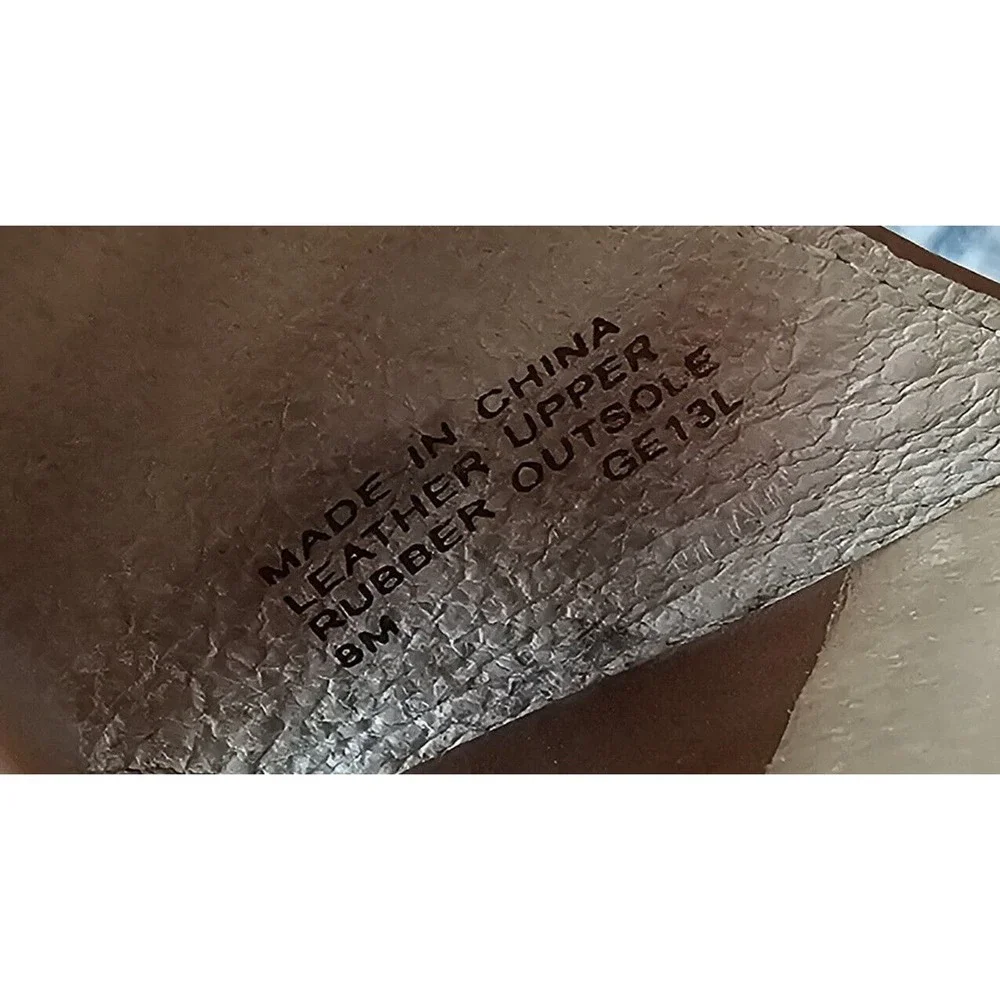 MADE IN CHINA
LEATHER UPPER
RUBBER OUTSOLE
8M GE13L